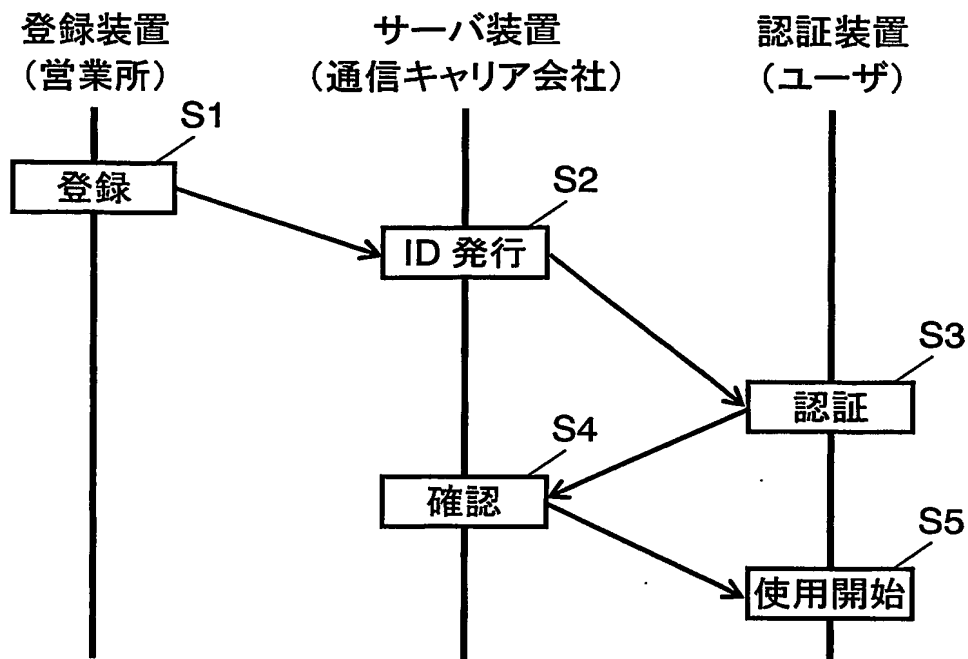 登録装置
(営業所)
サーバ装置
(通信キャリア会社)
認証装置
(ユーザ)
S1
登録
S2
ID 発行
S3
認証
S4
確認
S5
使用開始